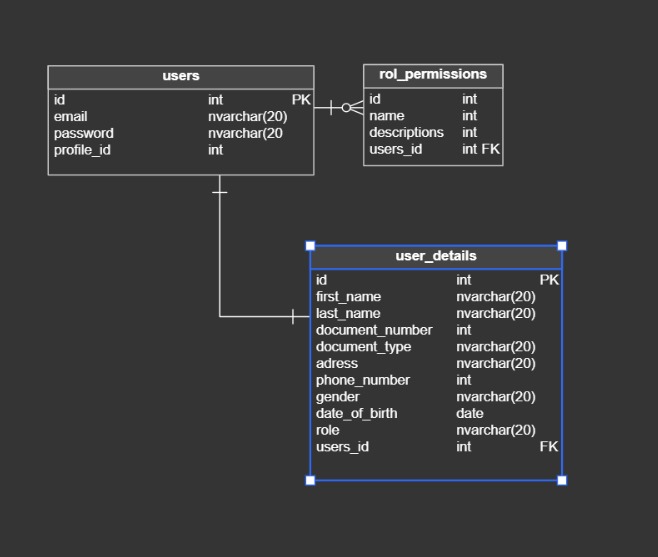 users
id int PK
email nvarchar(20)
password nvarchar(20
profile_id int
rol_permissions
id int
name int
descriptions int
users_id int FK
user_details
id int PK
first_name nvarchar(20)
last_name nvarchar(20)
document_number int
document_type nvarchar(20)
adress nvarchar(20)
phone_number int
gender nvarchar(20)
date_of_birth date
role nvarchar(20)
users_id int FK